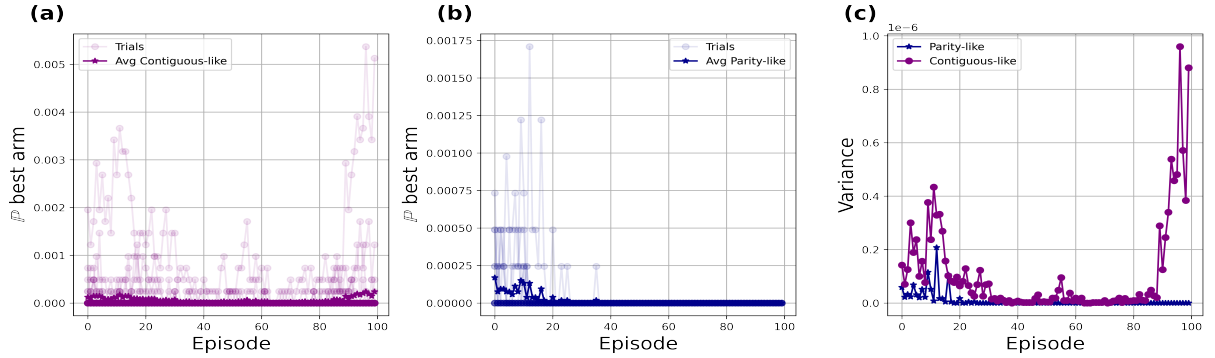 (a)
Trials
Avg Contiguous-like
ℙ best arm
0.005
0.004
0.003
0.002
0.001
0.000
0
20
40
60
80
100
Episode
(b)
Trials
Avg Parity-like
ℙ best arm
0.00175
0.00150
0.00125
0.00100
0.00075
0.00050
0.00025
0.00000
0
20
40
60
80
100
Episode
(c)
1e−6
Parity-like
Contiguous-like
Variance
1.0
0.8
0.6
0.4
0.2
0.0
0
20
40
60
80
100
Episode